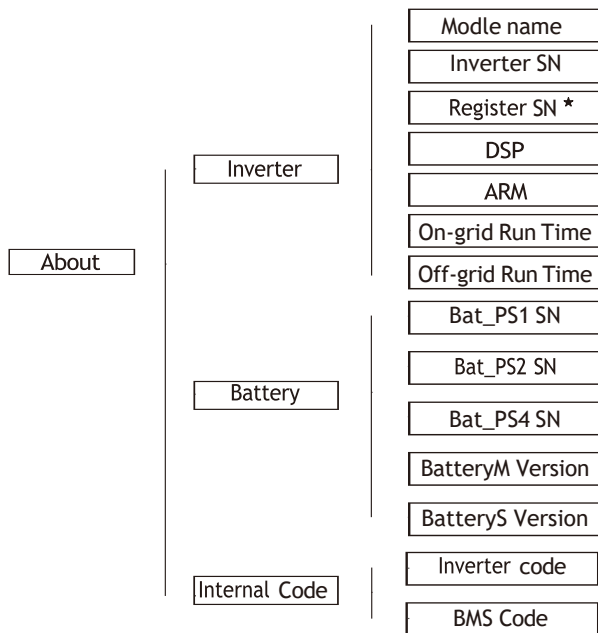 Modle name
Inverter SN
Register SN ★
DSP
Inverter
ARM
On-grid Run Time
About
Off-grid Run Time
Bat_PS1 SN
Bat_PS2 SN
Battery
Bat_PS4 SN
BatteryM Version
BatteryS Version
Inverter code
Internal Code
BMS Code